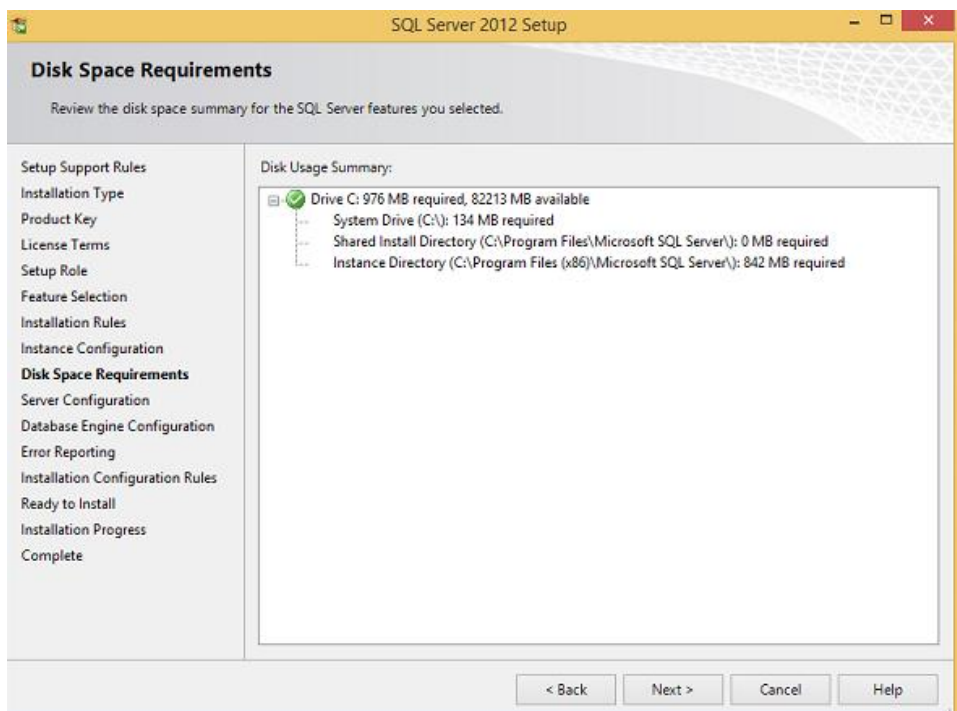 SQL Server 2012 Setup
Disk Space Requirements
Review the disk space summary for the SQL Server features you selected.
Setup Support Rules
Installation Type
Product Key
License Terms
Setup Role
Feature Selection
Installation Rules
Instance Configuration
Disk Space Requirements
Server Configuration
Database Engine Configuration
Error Reporting
Installation Configuration Rules
Ready to Install
Installation Progress
Complete
Disk Usage Summary:
Drive C: 976 MB required, 82213 MB available
System Drive (C:\): 134 MB required
Shared Install Directory (C:\Program Files\Microsoft SQL Server\): 0 MB required
Instance Directory (C:\Program Files (x86)\Microsoft SQL Server\): 842 MB required
< Back
Next >
Cancel
Help